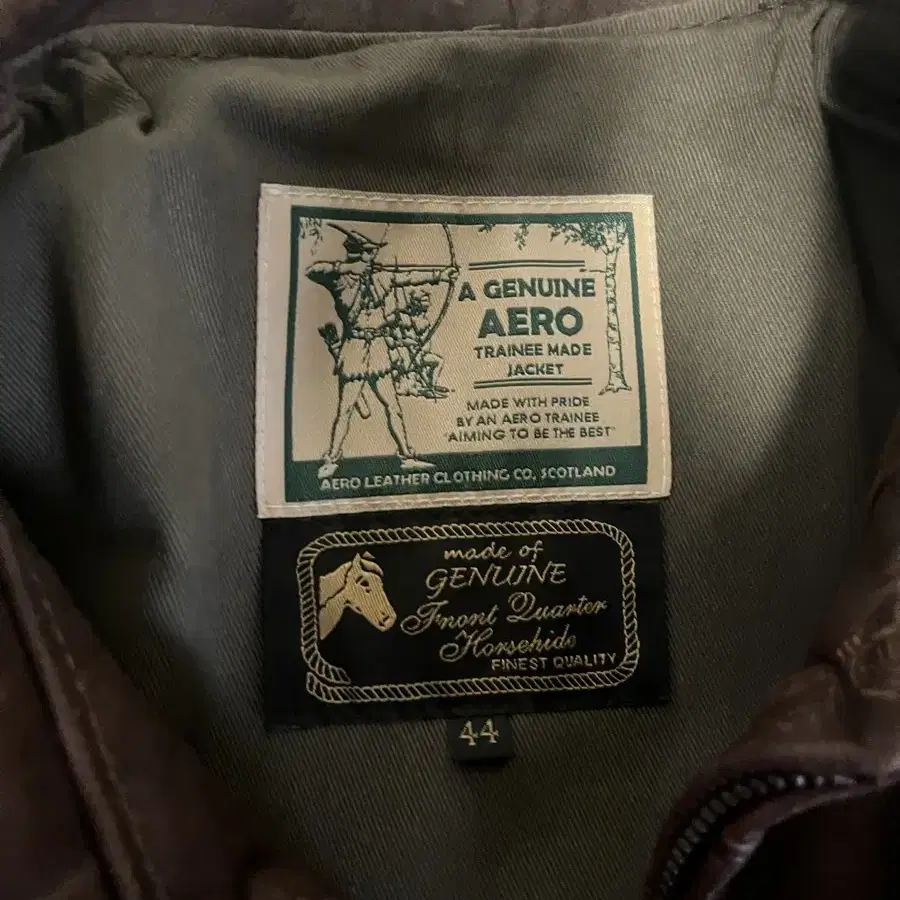 A GENUINE
AERO
TRAINEE MADE
JACKET
MADE WITH PRIDE
BY AN AERO TRAINEE
"AIMING TO BE THE BEST"
AERO LEATHER CLOTHING CO, SCOTLAND
made of
GENUINE
Front Quarter
Horsehide
FINEST QUALITY
44